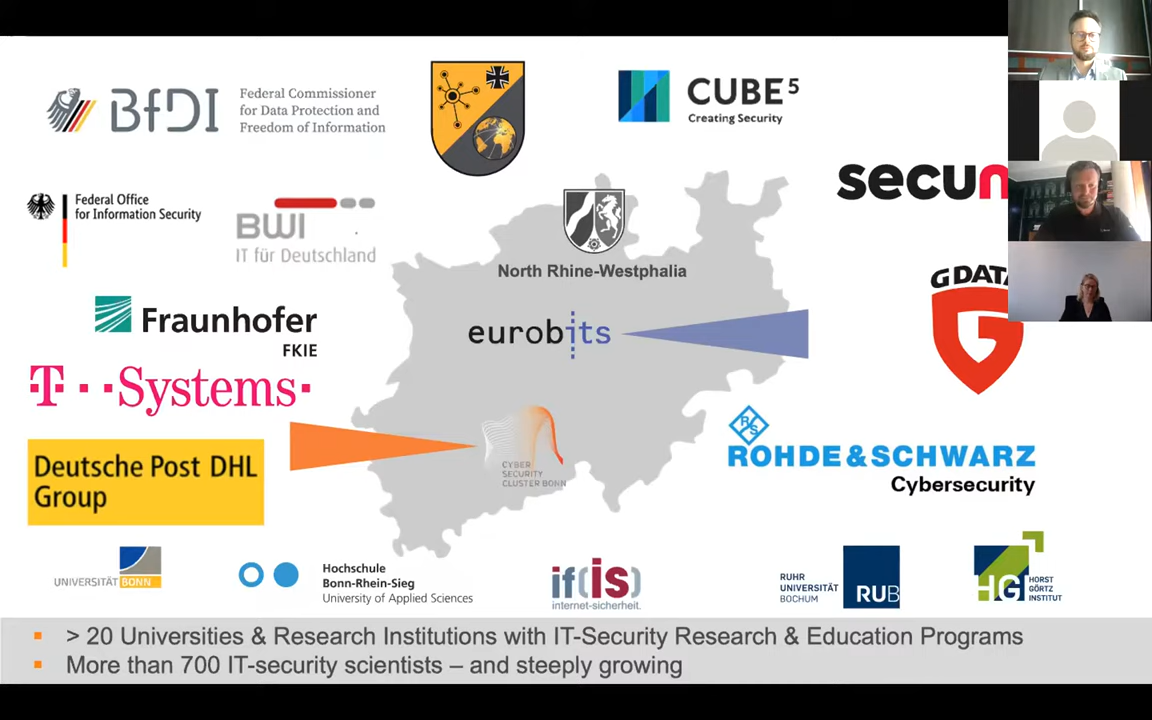 BfDI
Federal Commissioner
for Data Protection and
Freedom of Information
CUBE 5
Creating Security
secun
Federal Office
for Information Security
BWI
IT für Deutschland
North Rhine-Westphalia
G DATA
Fraunhofer
FKIE
eurobits
T··Systems·
ROHDE & SCHWARZ
Cybersecurity
R/S
Deutsche Post DHL
Group
CYBER
SECURITY
CLUSTER BONN
UNIVERSITÄT BONN
Hochschule
Bonn-Rhein-Sieg
University of Applied Sciences
if(is)
internet-sicherheit.
RUHR
UNIVERSITÄT
BOCHUM
RUB
HG
HORST
GÖRTZ
INSTITUT
> 20 Universities & Research Institutions with IT-Security Research & Education Programs
More than 700 IT-security scientists – and steeply growing